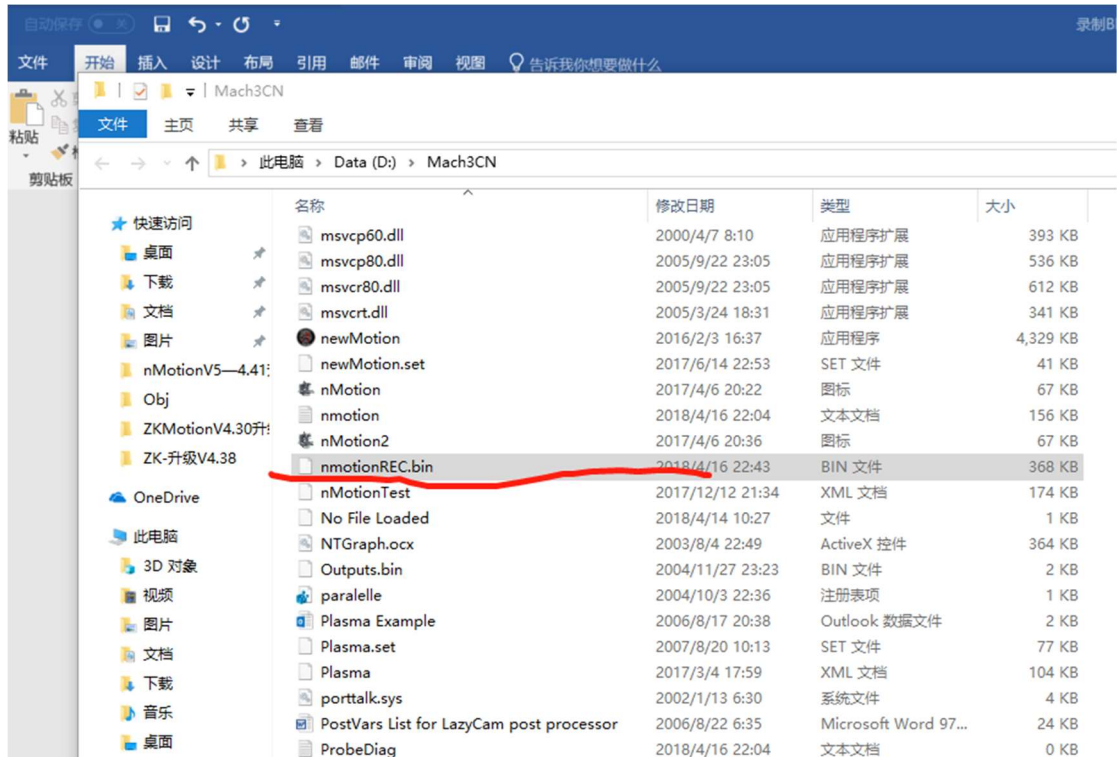 自动保存 关 录制B
文件 开始 插入 设计 布局 引用 邮件 审阅 视图 告诉我你想要做什么
Mach3CN
粘贴
剪贴板
文件 主页 共享 查看
此电脑 › Data (D:) › Mach3CN
名称 修改日期 类型 大小
快速访问
桌面
下载
文档
图片
nMotionV5—4.41
Obj
ZKMotionV4.30升
ZK-升级V4.38
OneDrive
此电脑
3D 对象
视频
图片
文档
下载
音乐
桌面
msvcp60.dll 2000/4/7 8:10 应用程序扩展 393 KB
msvcp80.dll 2005/9/22 23:05 应用程序扩展 536 KB
msvcr80.dll 2005/9/22 23:05 应用程序扩展 612 KB
msvcrt.dll 2005/3/24 18:31 应用程序扩展 341 KB
newMotion 2016/2/3 16:37 应用程序 4,329 KB
newMotion.set 2017/6/14 22:53 SET 文件 41 KB
nMotion 2017/4/6 20:22 图标 67 KB
nmotion 2018/4/16 22:04 文本文档 156 KB
nMotion2 2017/4/6 20:36 图标 67 KB
nmotionREC.bin 2018/4/16 22:43 BIN 文件 368 KB
nMotionTest 2017/12/12 21:34 XML 文档 174 KB
No File Loaded 2018/4/14 10:27 文件 1 KB
NTGraph.ocx 2003/8/4 22:49 ActiveX 控件 364 KB
Outputs.bin 2004/11/27 23:23 BIN 文件 2 KB
paralelle 2004/10/3 22:36 注册表项 1 KB
Plasma Example 2006/8/17 20:38 Outlook 数据文件 2 KB
Plasma.set 2007/8/20 10:13 SET 文件 77 KB
Plasma 2017/3/4 17:59 XML 文档 104 KB
porttalk.sys 2002/1/13 6:30 系统文件 4 KB
PostVars List for LazyCam post processor 2006/8/22 6:35 Microsoft Word 97... 24 KB
ProbeDiag 2018/4/16 22:04 文本文档 0 KB